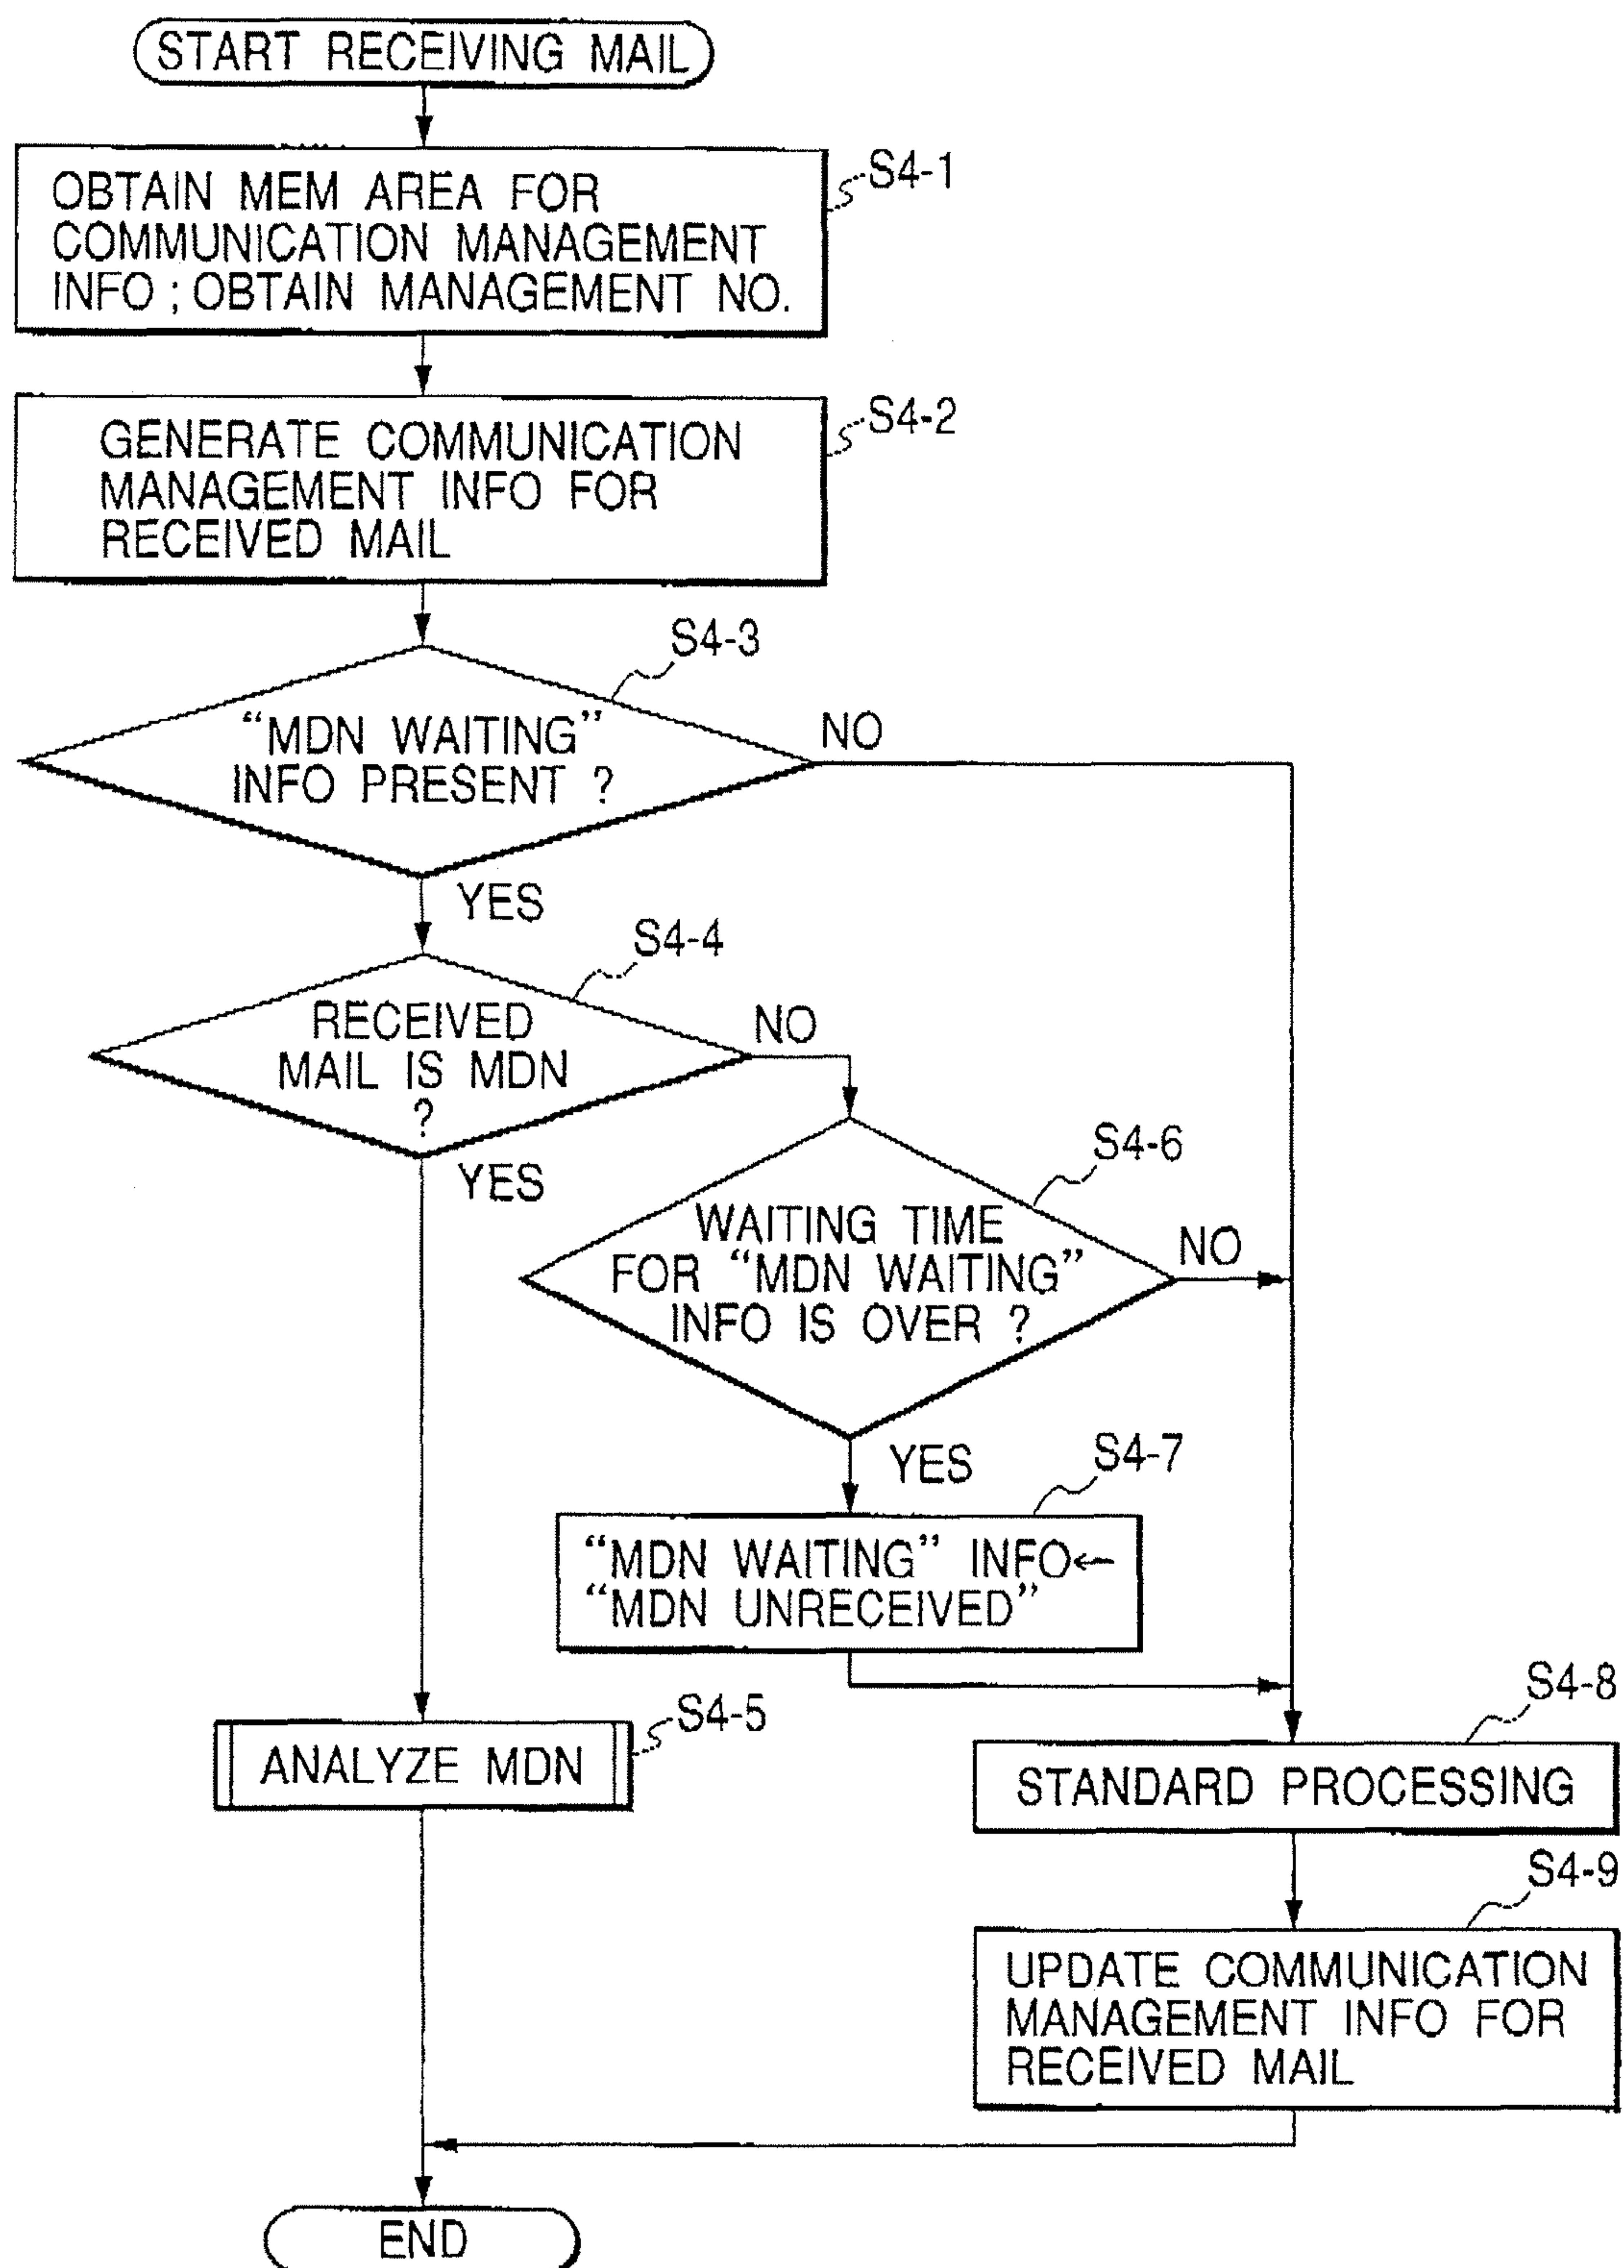 START RECEIVING MAIL
S4-1
OBTAIN MEM AREA FOR
COMMUNICATION MANAGEMENT
INFO ; OBTAIN MANAGEMENT NO.
S4-2
GENERATE COMMUNICATION
MANAGEMENT INFO FOR
RECEIVED MAIL
S4-3
“MDN WAITING”
INFO PRESENT ?
NO
YES
S4-4
RECEIVED
MAIL IS MDN
?
NO
YES
S4-6
WAITING TIME
FOR “MDN WAITING”
INFO IS OVER ?
NO
YES
S4-7
“MDN WAITING” INFO←
“MDN UNRECEIVED”
S4-5
ANALYZE MDN
S4-8
STANDARD PROCESSING
S4-9
UPDATE COMMUNICATION
MANAGEMENT INFO FOR
RECEIVED MAIL
END